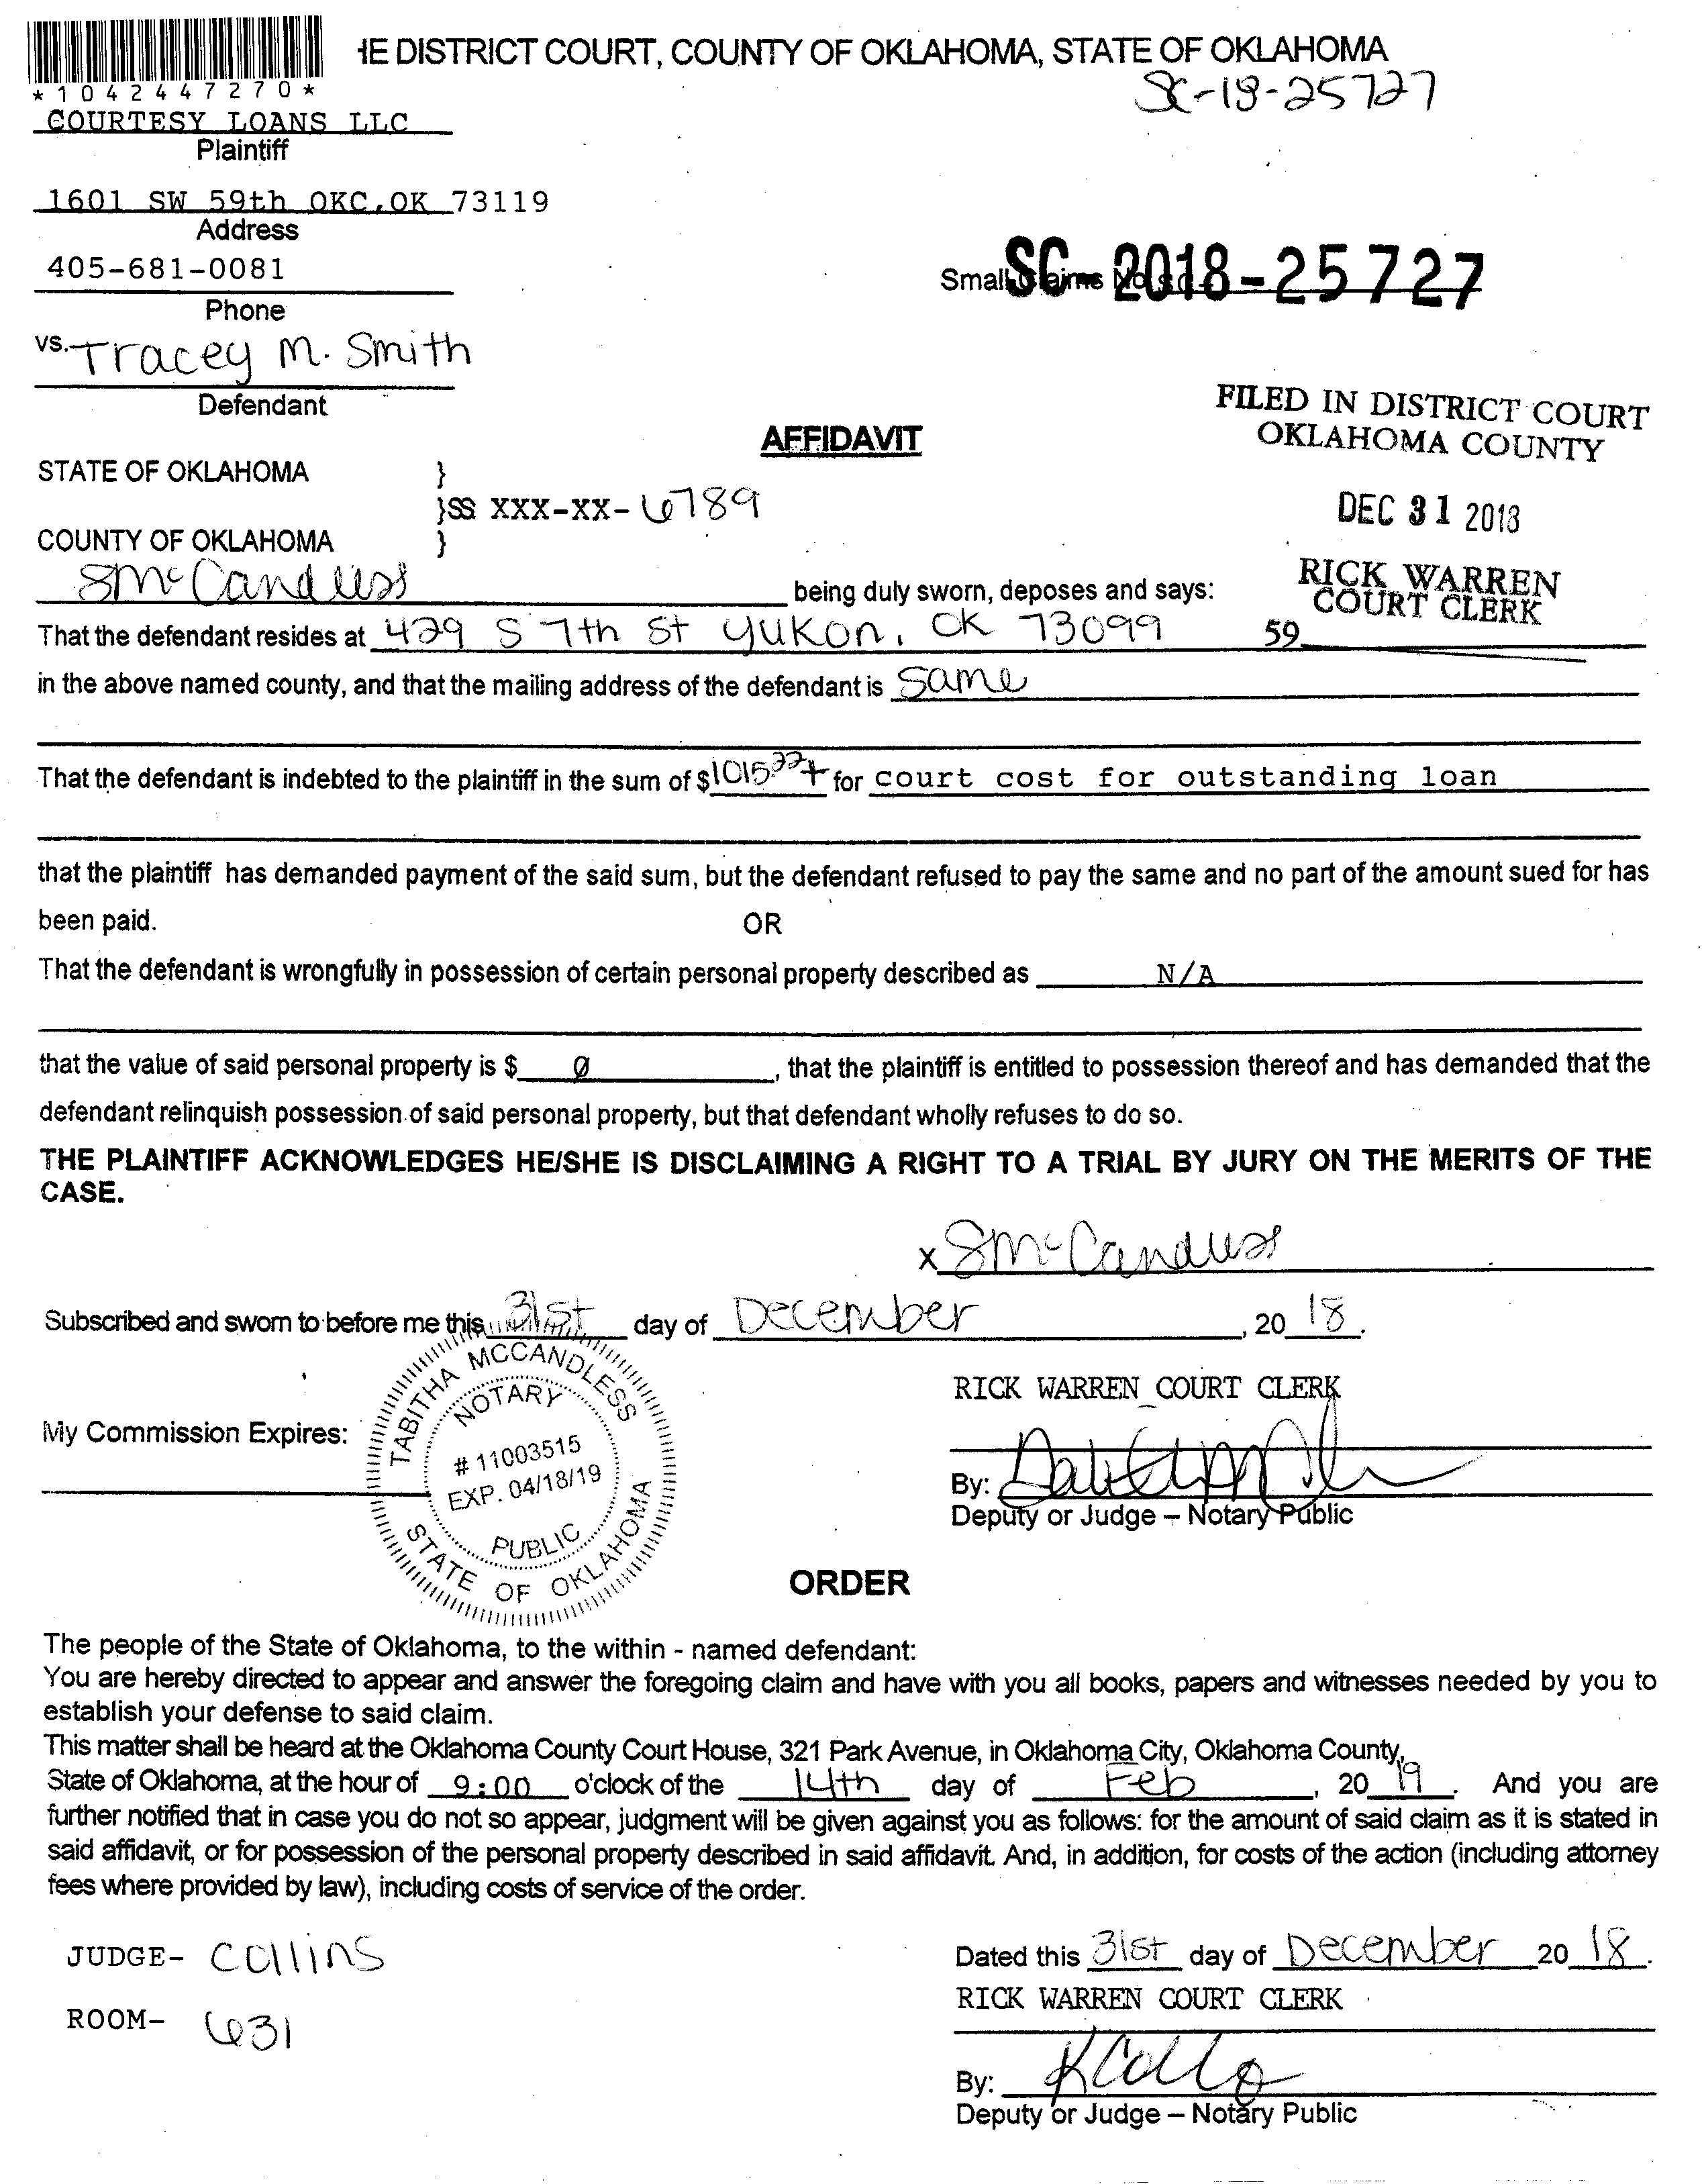 IE DISTRICT COURT, COUNTY OF OKLAHOMA, STATE OF OKLAHOMA
*1042447270*
SC-18-25727
COURTESY LOANS LLC
Plaintiff
1601 SW 59th OKC,OK 73119
Address
405-681-0081
Phone
Small Claims No. SC-2018-25727
vs. Tracey M. Smith
Defendant
FILED IN DISTRICT COURT
OKLAHOMA COUNTY
AFFIDAVIT
STATE OF OKLAHOMA }
}SS XXX-XX-6789
DEC 31 2018
COUNTY OF OKLAHOMA }
RICK WARREN
COURT CLERK
SMcCandless being duly sworn, deposes and says:
59
That the defendant resides at 429 S 7th St Yukon, OK 73099
in the above named county, and that the mailing address of the defendant is Same
That the defendant is indebted to the plaintiff in the sum of $1015.22+ for court cost for outstanding loan
that the plaintiff has demanded payment of the said sum, but the defendant refused to pay the same and no part of the amount sued for has
been paid.
OR
That the defendant is wrongfully in possession of certain personal property described as N/A
that the value of said personal property is $ Ø, that the plaintiff is entitled to possession thereof and has demanded that the
defendant relinquish possession of said personal property, but that defendant wholly refuses to do so.
THE PLAINTIFF ACKNOWLEDGES HE/SHE IS DISCLAIMING A RIGHT TO A TRIAL BY JURY ON THE MERITS OF THE
CASE.
x SMcCandless
Subscribed and sworn to before me this 31st day of December, 20 18.
TABITHA MCCANDLESS
NOTARY
# 11003515
EXP. 04/18/19
PUBLIC
STATE OF OKLAHOMA
RICK WARREN COURT CLERK
My Commission Expires:
By:
Deputy or Judge – Notary Public
ORDER
The people of the State of Oklahoma, to the within - named defendant:
You are hereby directed to appear and answer the foregoing claim and have with you all books, papers and witnesses needed by you to
establish your defense to said claim.
This matter shall be heard at the Oklahoma County Court House, 321 Park Avenue, in Oklahoma City, Oklahoma County,
State of Oklahoma, at the hour of 9:00 o'clock of the 14th day of Feb, 20 19. And you are
further notified that in case you do not so appear, judgment will be given against you as follows: for the amount of said claim as it is stated in
said affidavit, or for possession of the personal property described in said affidavit. And, in addition, for costs of the action (including attorney
fees where provided by law), including costs of service of the order.
JUDGE- Collins
Dated this 31st day of December 20 18.
RICK WARREN COURT CLERK
ROOM- 631
By:
Deputy or Judge – Notary Public